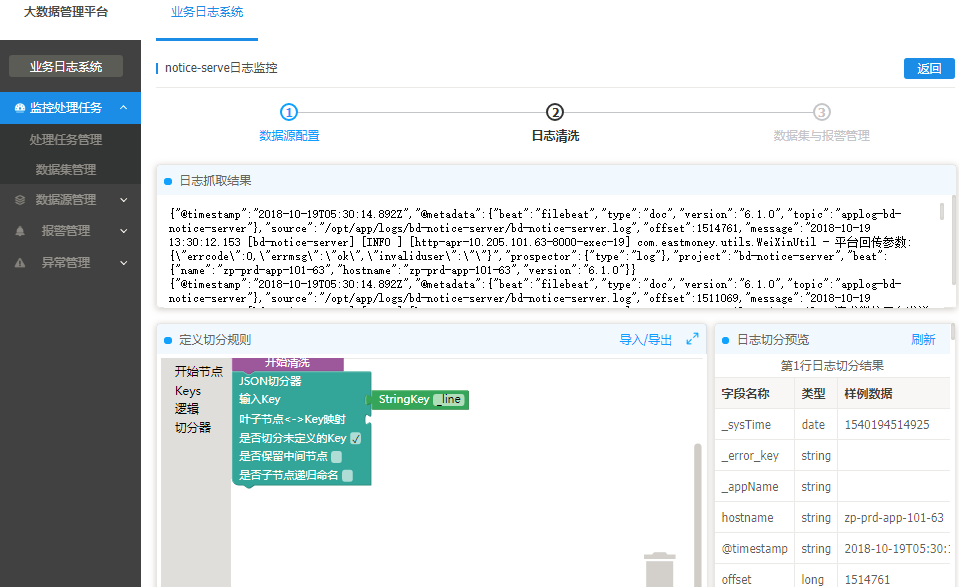 大数据管理平台
业务日志系统
业务日志系统
监控处理任务
处理任务管理
数据集管理
数据源管理
报警管理
异常管理
notice-serve日志监控
返回
1
2
3
数据源配置
日志清洗
数据集与报警管理
日志抓取结果
{"@timestamp":"2018-10-19T05:30:14.892Z","@metadata":{"beat":"filebeat","type":"doc","version":"6.1.0","topic":"applog-bd-
notice-server"},"source":"/opt/app/logs/bd-notice-server/bd-notice-server.log","offset":1514761,"message":"2018-10-19
13:30:12.153 [bd-notice-server] [INFO ] [http-apr-10.205.101.63-8000-exec-19] com.eastmoney.utils.WeiXinUtil - 平台回传参数:
{\"errcode\":0,\"errmsg\":\"ok\",\"invaliduser\":\"\"}","prospector":{"type":"log"},"project":"bd-notice-server","beat":
{"name":"zp-prd-app-101-63","hostname":"zp-prd-app-101-63","version":"6.1.0"}}
{"@timestamp":"2018-10-19T05:30:14.892Z","@metadata":{"beat":"filebeat","type":"doc","version":"6.1.0","topic":"applog-bd-
notice-server"},"source":"/opt/app/logs/bd-notice-server/bd-notice-server.log","offset":1511069,"message":"2018-10-19
定义切分规则
导入/导出
开始节点
Keys
逻辑
切分器
开始清洗
JSON切分器
输入Key
StringKey _line
叶子节点<->Key映射
是否切分未定义的Key
是否保留中间节点
是否子节点递归命名
日志切分预览
刷新
第1行日志切分结果
字段名称 类型 样例数据
_sysTime date 1540194514925
_error_key string
_appName string
hostname string zp-prd-app-101-63
@timestamp string 2018-10-19T05:30:
offset long 1514761